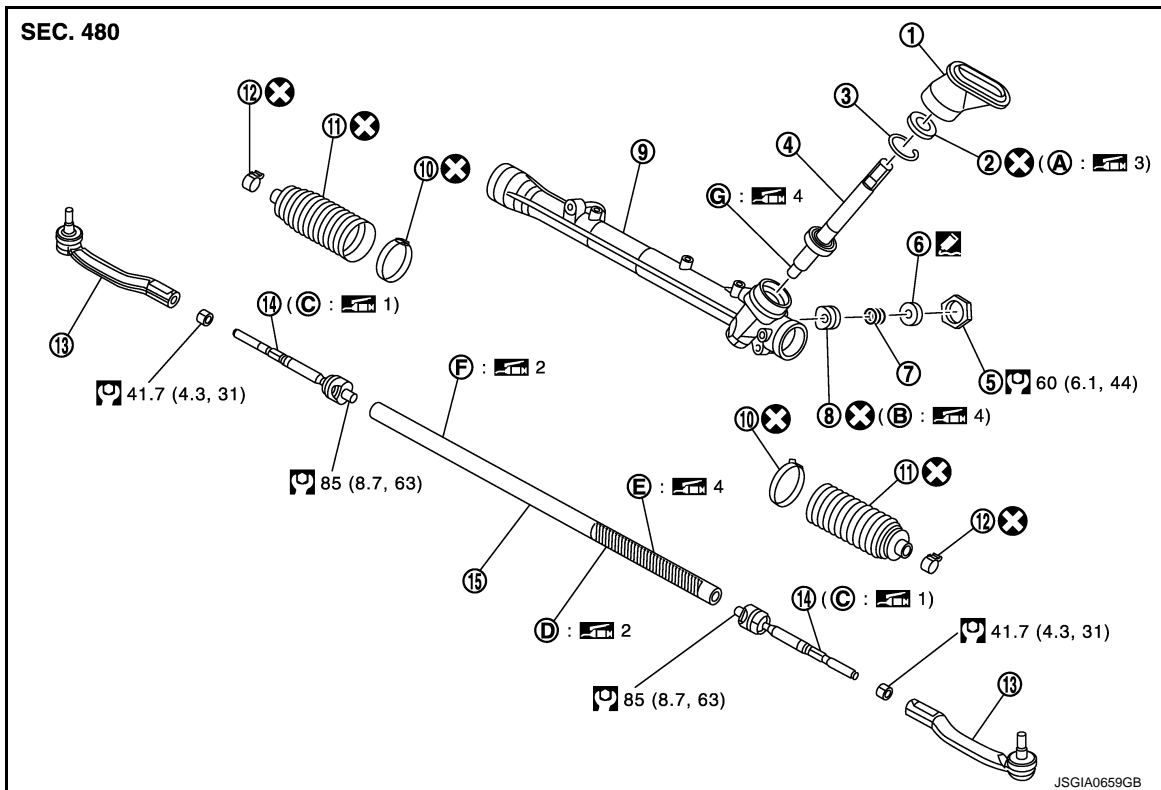 SEC. 480
①
⑫
③
⑪
④
⑨
② (Ⓐ : 3)
⑩
Ⓖ : 4
⑥
⑭ (Ⓒ : 1)
⑬
Ⓕ : 2
⑦
⑤ 60 (6.1, 44)
41.7 (4.3, 31)
⑧ (Ⓑ : 4)
⑩
⑪
85 (8.7, 63)
Ⓔ : 4
⑫
⑮
⑭ (Ⓒ : 1)
Ⓓ : 2
41.7 (4.3, 31)
85 (8.7, 63)
⑬
JSGIA0659GB